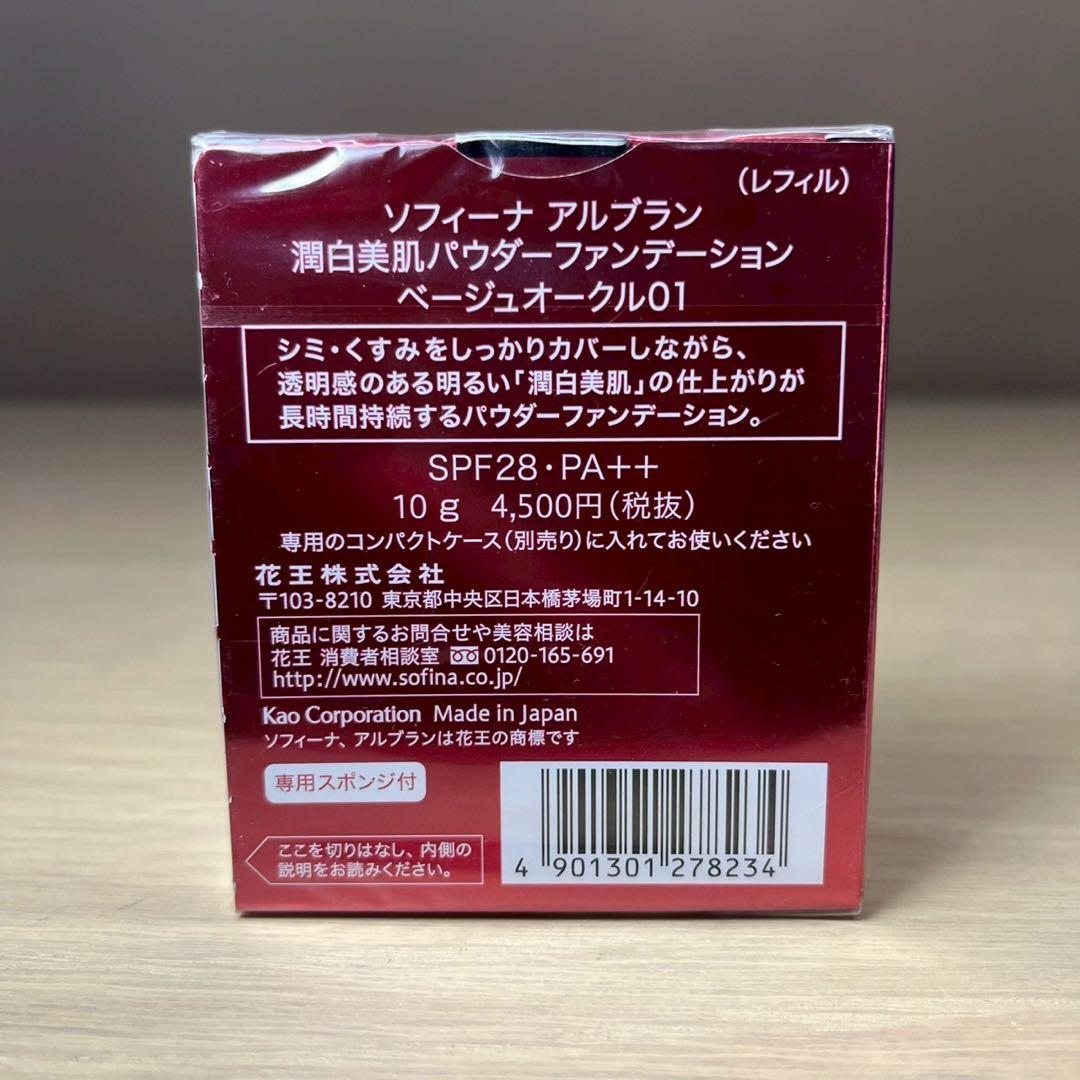 (レフィル)
ソフィーナ アルブラン
潤白美肌パウダーファンデーション
ベージュオークル01
シミ・くすみをしっかりカバーしながら、
透明感のある明るい「潤白美肌」の仕上がりが
長時間持続するパウダーファンデーション。
SPF28・PA++
10 g 4,500円(税抜)
専用のコンパクトケース(別売り)に入れてお使いください
花王株式会社
〒103-8210 東京都中央区日本橋茅場町1-14-10
商品に関するお問合せや美容相談は
花王 消費者相談室 0120-165-691
http://www.sofina.co.jp/
Kao Corporation Made in Japan
ソフィーナ、アルブランは花王の商標です
専用スポンジ付
ここを切りはなし、内側の
説明をお読みください。
4 901301 278234